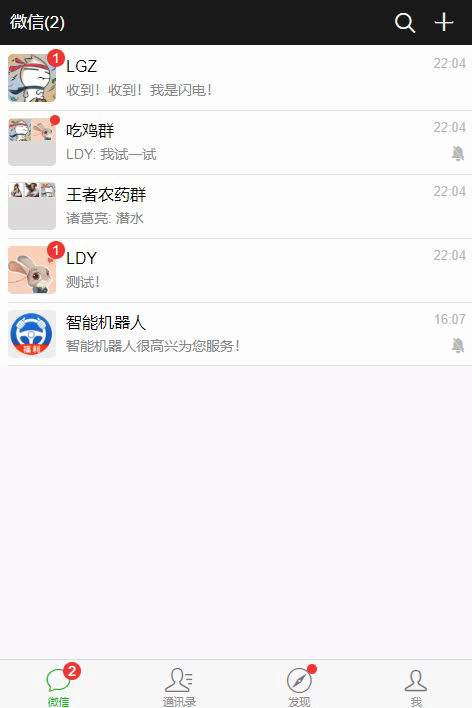 微信(2)
1
LGZ
22:04
收到！收到！我是闪电！
吃鸡群
22:04
LDY: 我试一试
王者农药群
22:04
诸葛亮: 潜水
1
LDY
22:04
测试！
智能机器人
16:07
智能机器人很高兴为您服务！
福利
2
微信
通讯录
发现
我